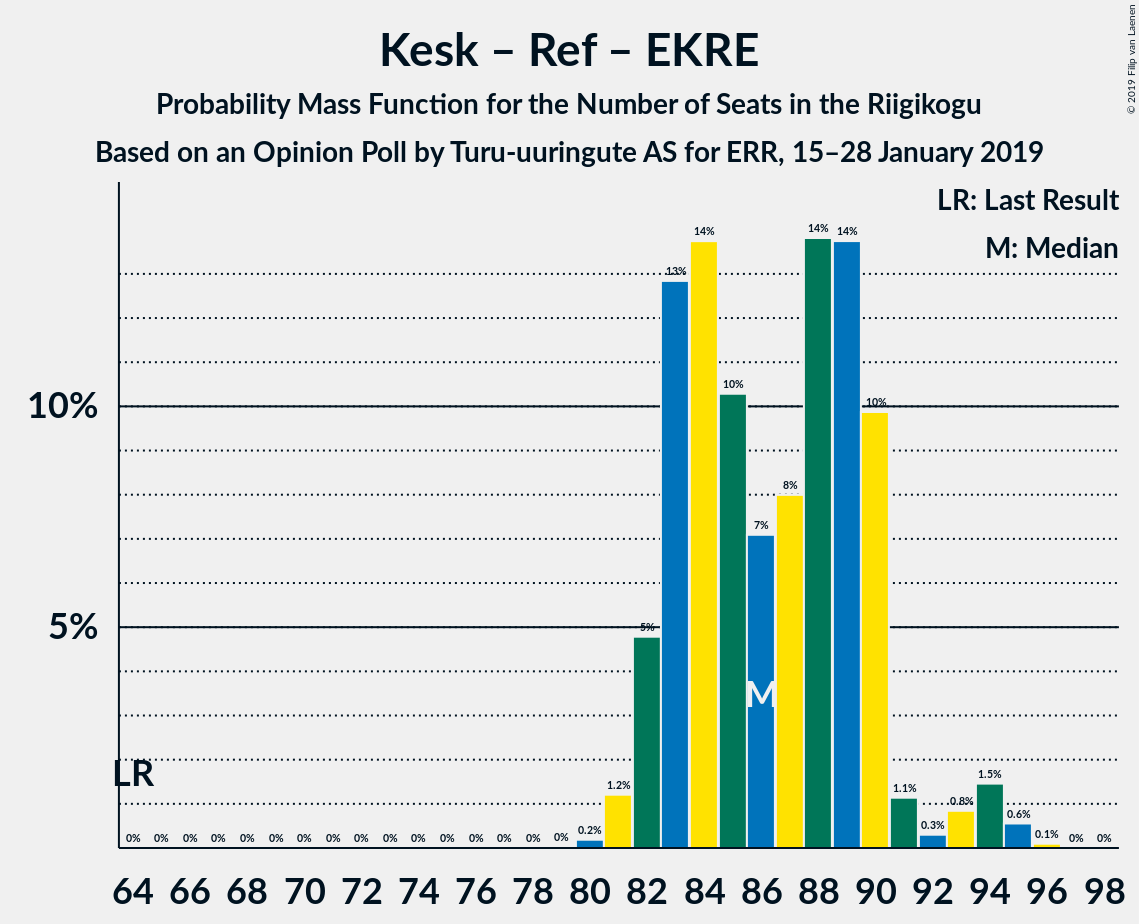 Kesk – Ref – EKRE
Probability Mass Function for the Number of Seats in the Riigikogu
Based on an Opinion Poll by Turu-uuringute AS for ERR, 15–28 January 2019
© 2019 Filip van Laenen
LR: Last Result
M: Median
10%
5%
LR
M
0% 0% 0% 0% 0% 0% 0% 0% 0% 0% 0% 0% 0% 0% 0% 0% 0.2% 1.2% 5% 13% 14% 10% 7% 8% 14% 14% 10% 1.1% 0.3% 0.8% 1.5% 0.6% 0.1% 0% 0%
64 66 68 70 72 74 76 78 80 82 84 86 88 90 92 94 96 98